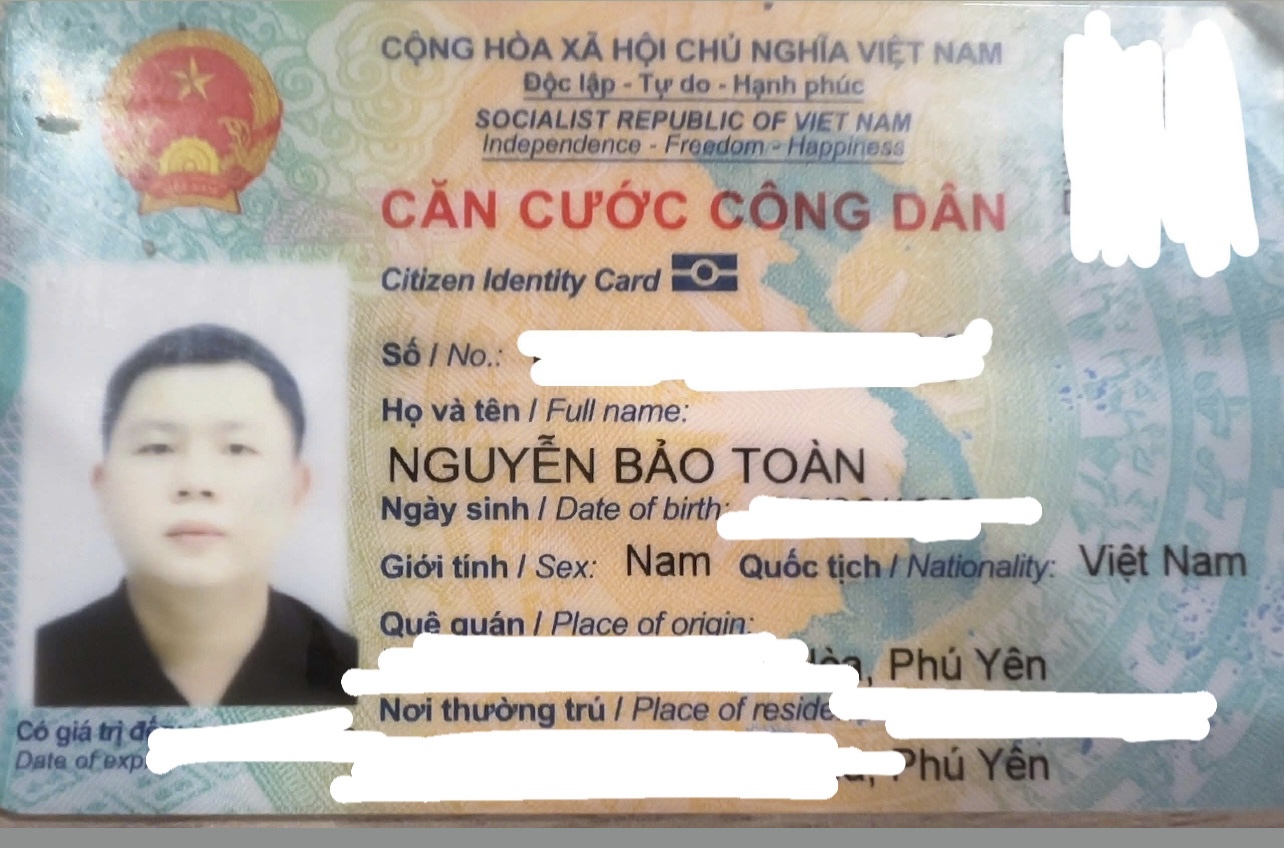 CỘNG HÒA XÃ HỘI CHỦ NGHĨA VIỆT NAM
Độc lập - Tự do - Hạnh phúc
SOCIALIST REPUBLIC OF VIET NAM
Independence - Freedom - Happiness
CĂN CƯỚC CÔNG DÂN
Citizen Identity Card
Số / No.:
Họ và tên / Full name:
NGUYỄN BẢO TOÀN
Ngày sinh / Date of birth:
Giới tính / Sex: Nam Quốc tịch / Nationality: Việt Nam
Quê quán / Place of origin:
Phú Yên
Nơi thường trú / Place of
Phú Yên
Có giá trị
Date of